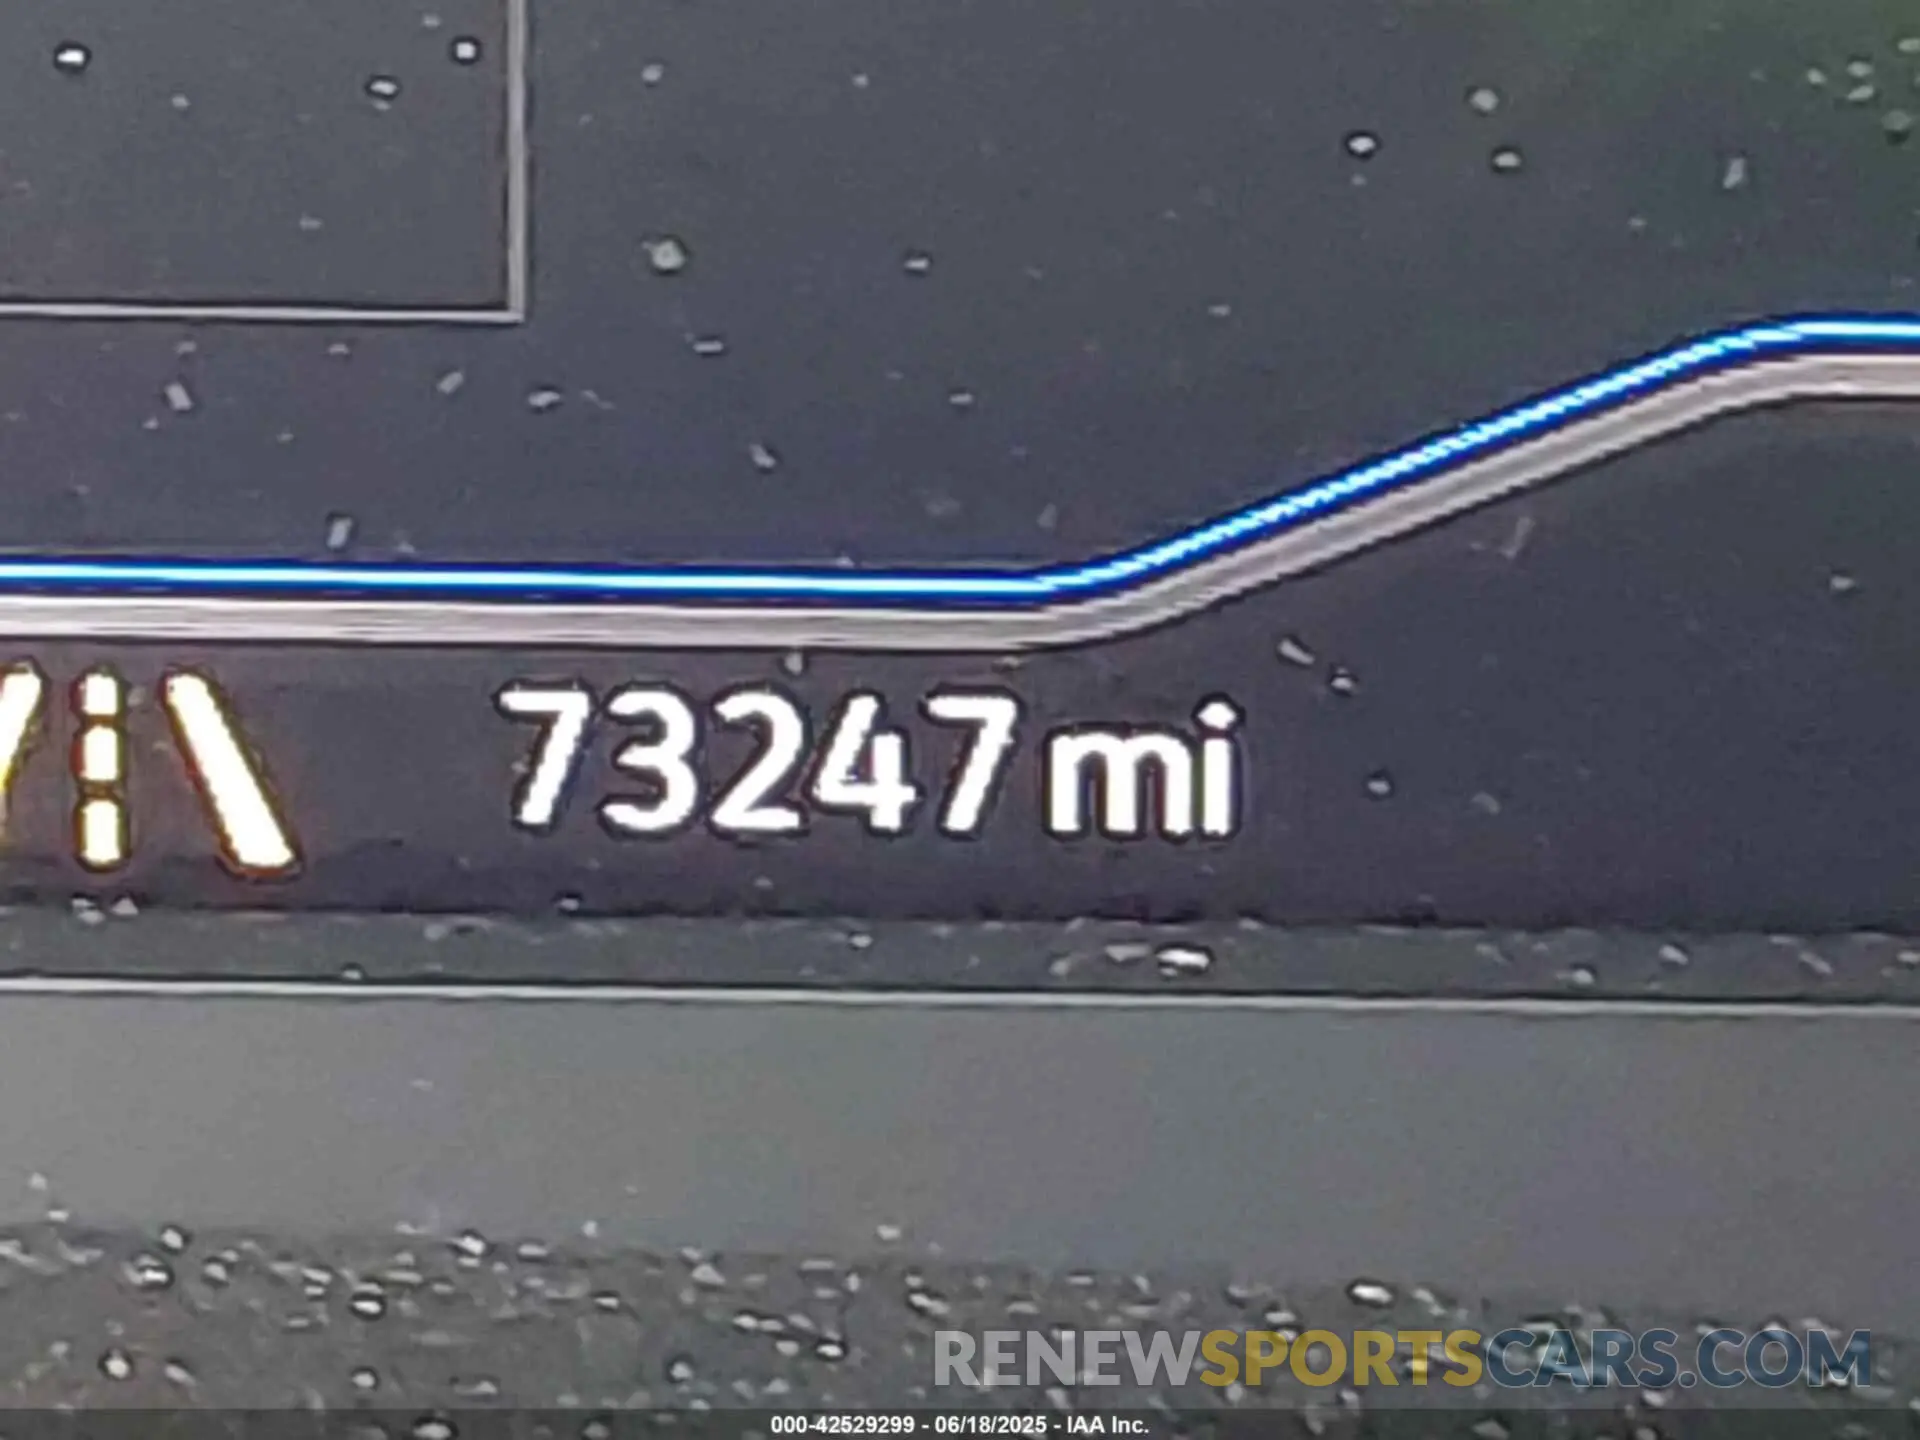 73247 mi
RENEWSPORTSCARS.COM
000-42529299 - 06/18/2025 - IAA Inc.